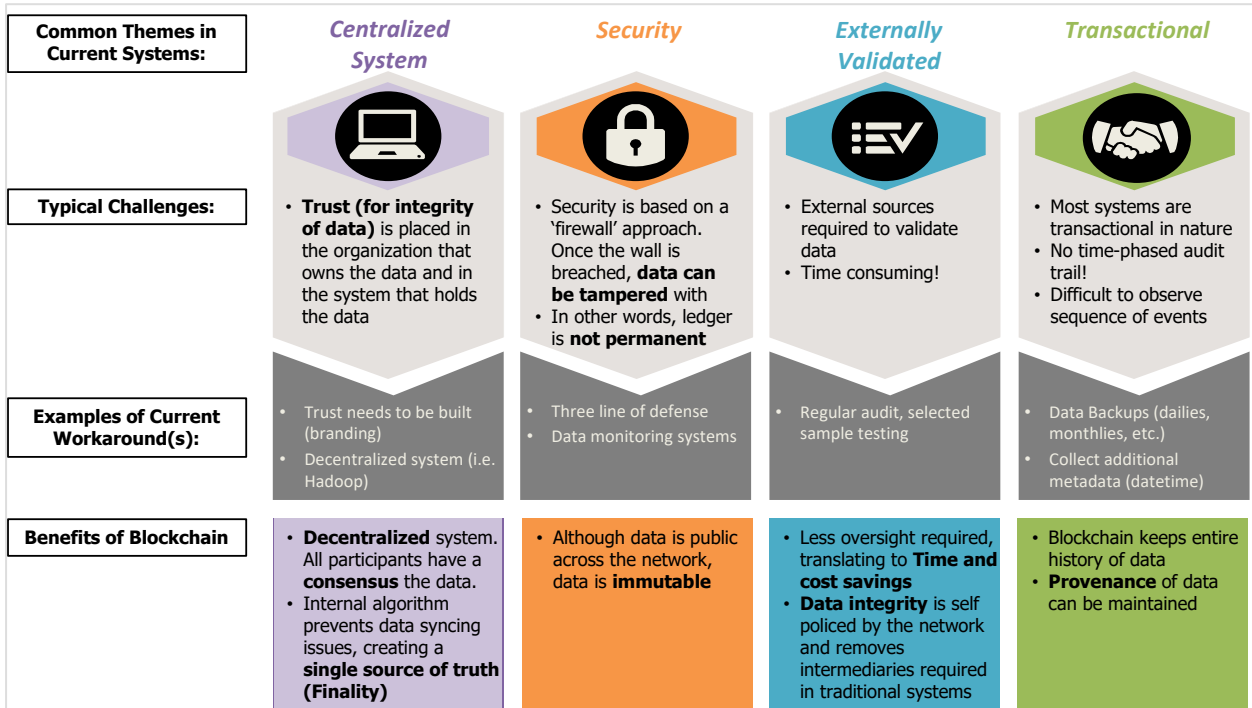 Common Themes in
Current Systems:
Centralized
System
Security
Externally
Validated
Transactional
Typical Challenges:
• Trust (for integrity
of data) is placed
in the
the organization that
owns the data and in
the system that holds
the data
• Security is based on a
‘firewall’ approach.
Once the wall is
breached, data can
be tampered with
• In other words, ledger
is not permanent
• External sources
required to validate
data
• Time consuming!
• Most systems are
transactional in nature
• No time-phased audit
trail!
• Difficult to observe
sequence of events
Examples of Current
Workaround(s):
• Trust needs to be built
(branding)
• Decentralized system (i.e.
Hadoop)
• Three line of defense
• Data monitoring systems
• Regular audit, selected
sample testing
• Data Backups (dailies,
monthlies, etc.)
• Collect additional
metadata (datetime)
Benefits of Blockchain
• Decentralized system.
All participants have a
consensus the data.
• Internal algorithm
prevents data syncing
issues, creating a
single source of truth
(Finality)
• Although data is public
across the network,
data is immutable
• Less oversight required,
translating to Time and
cost savings
• Data integrity is self
policed by the network
and removes
intermediaries required
in traditional systems
• Blockchain keeps entire
history of data
• Provenance of data
can be maintained